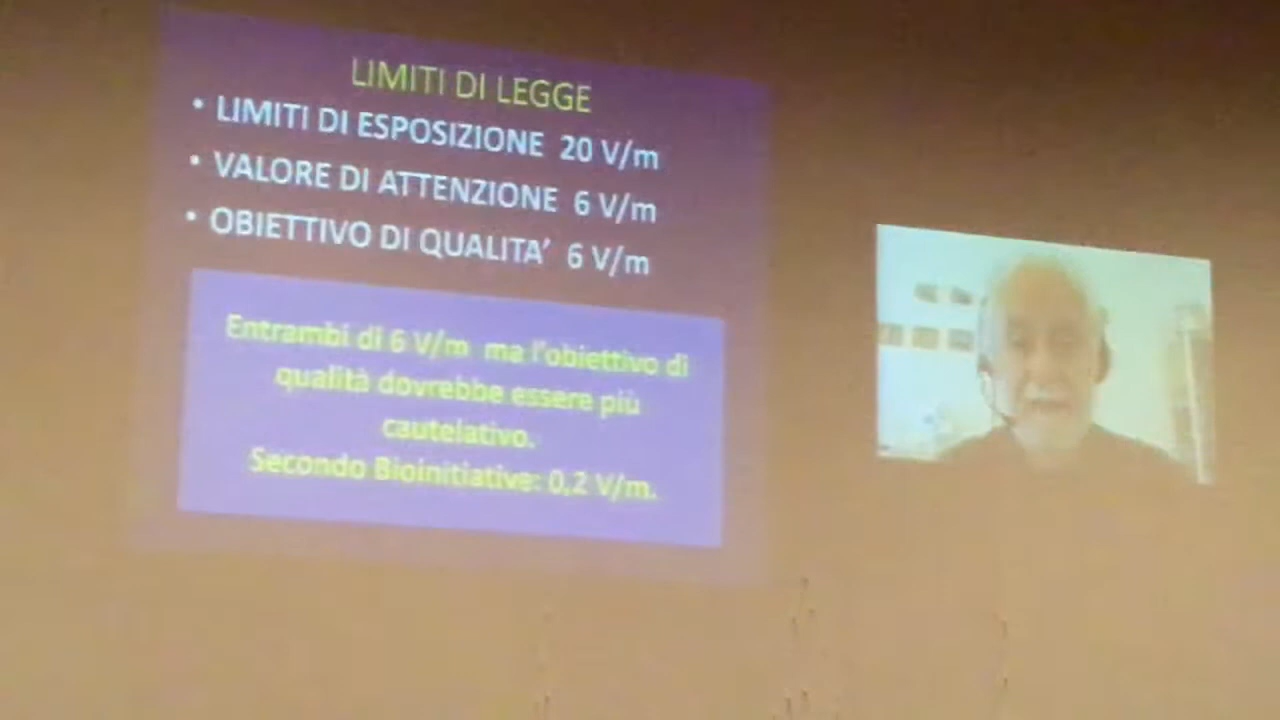 LIMITI DI LEGGE
• LIMITI DI ESPOSIZIONE 20 V/m
• VALORE DI ATTENZIONE 6 V/m
• OBIETTIVO DI QUALITA' 6 V/m
Entrambi di 6 V/m ma l'obiettivo di
qualità dovrebbe essere più
cautelativo.
Secondo Bioinitiative: 0,2 V/m.